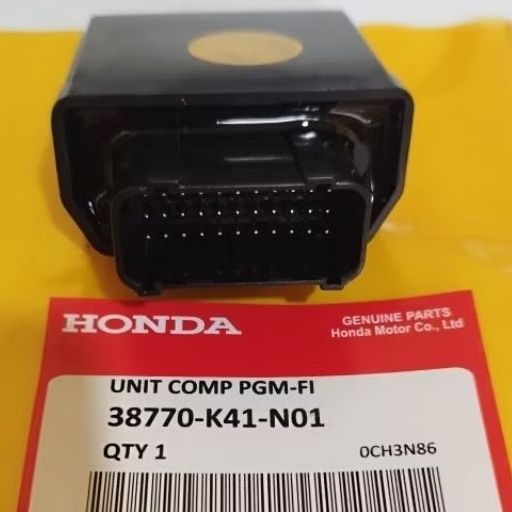 HONDA
GENUINE PARTS
Honda Motor Co., Ltd
UNIT COMP PGM-FI
38770-K41-N01
QTY 1
0CH3N86